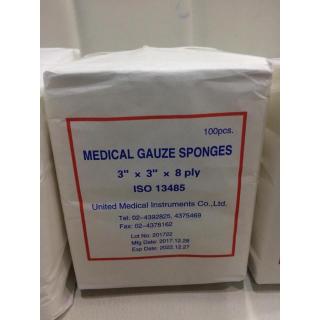 100pcs.
MEDICAL GAUZE SPONGES
3" x 3" x 8 ply
ISO 13485
United Medical Instruments Co.,Ltd.
Tel: 02-4392825, 4375469
Fax: 02-4378162
Lot No: 201722
Mfg Date: 2017.12.28
Exp Date: 2022.12.27